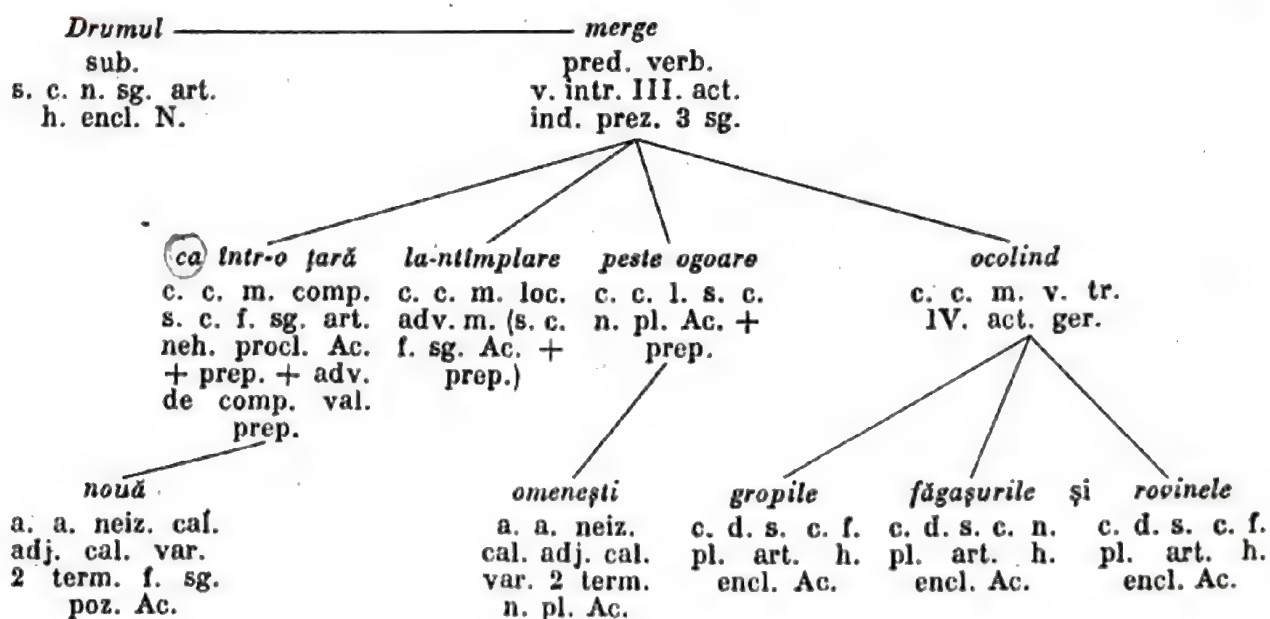 Drumul
sub.
s. c. n. sg. art.
h. encl. N.
merge
pred. verb.
v. intr. III. act.
ind. prez. 3 sg.
ca într-o țară
c. c. m. comp.
s. c. f. sg. art.
neh. procl. Ac.
+ prep. + adv.
de comp. val.
prep.
la-ntîmplare
c. c. m. loc.
adv. m. (s. c.
f. sg. Ac. +
prep.)
peste ogoare
c. c. l. s. c.
n. pl. Ac. +
prep.
ocolind
c. c. m. v. tr.
IV. act. ger.
nouă
a. a. neiz. cal.
adj. cal. var.
2 term. f. sg.
poz. Ac.
omenești
a. a. neiz.
cal. adj. cal.
var. 2 term.
n. pl. Ac.
gropile
c. d. s. c. f.
pl. art. h.
encl. Ac.
făgașurile și
c. d. s. c. n.
pl. art. h.
encl. Ac.
rovinele
c. d. s. c. f.
pl. art. h.
encl. Ac.